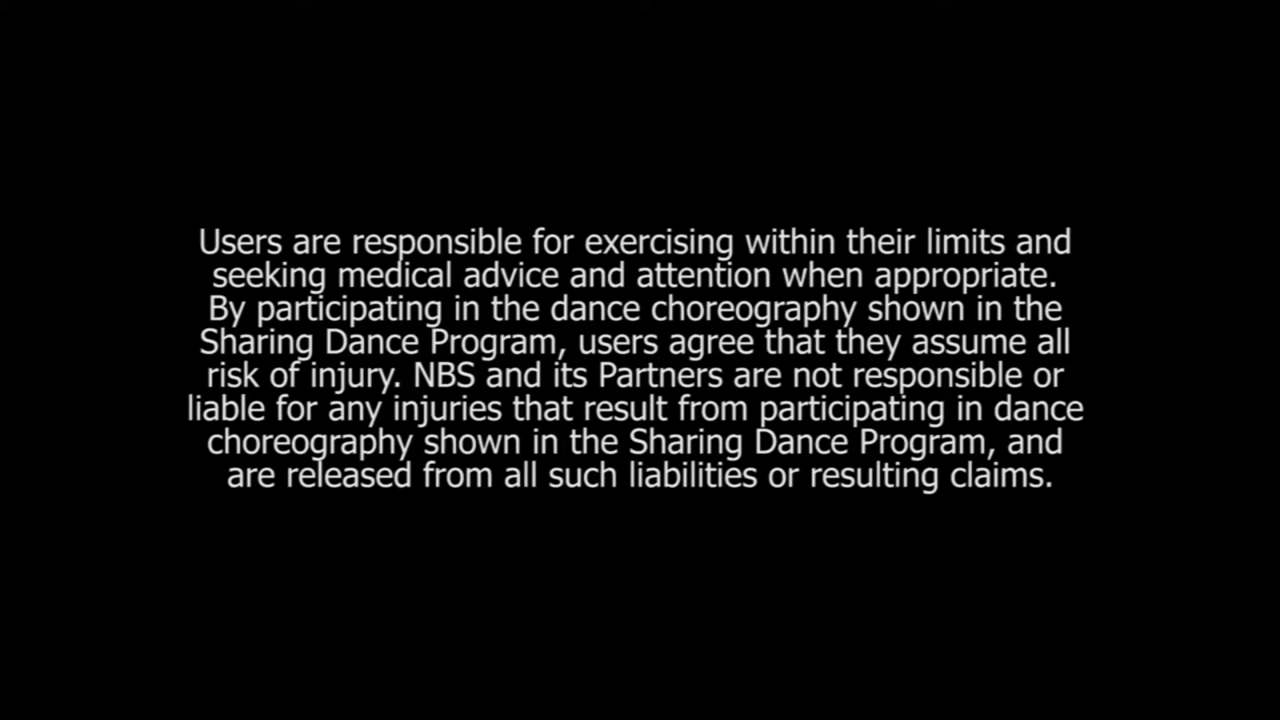 Users are responsible for exercising within their limits and
seeking medical advice and attention when appropriate.
By participating in the dance choreography shown in the
Sharing Dance Program, users agree that they assume all
risk of injury. NBS and its Partners are not responsible or
liable for any injuries that result from participating in dance
choreography shown in the Sharing Dance Program, and
are released from all such liabilities or resulting claims.